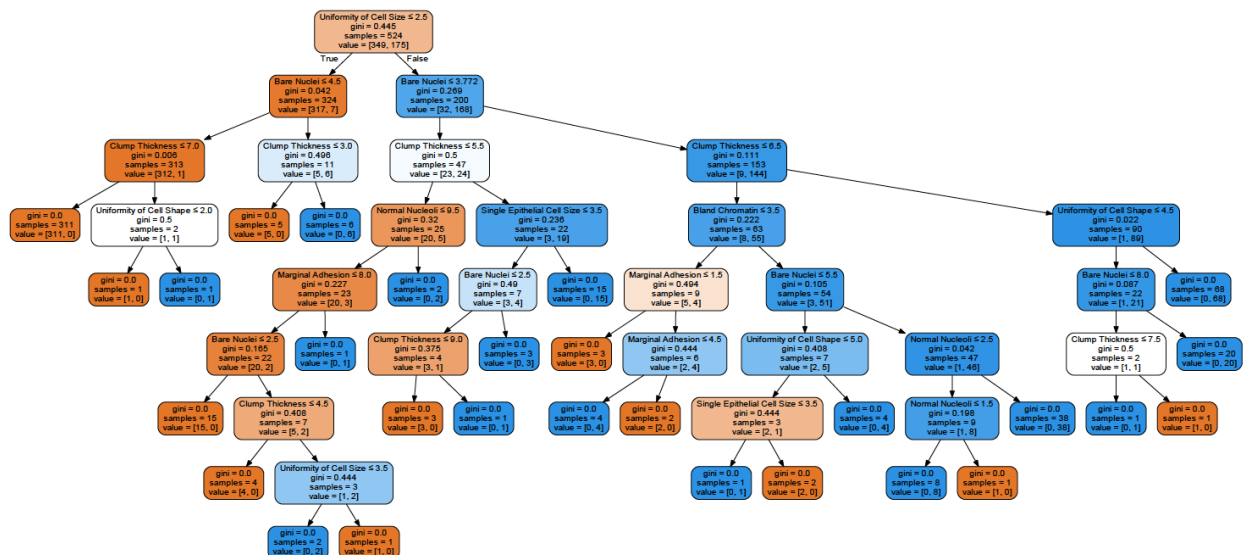 Uniformity of Cell Size ≤ 2.5
gini = 0.445
samples = 524
value = [349, 175]
True
False
Bare Nuclei ≤ 4.5
gini = 0.042
samples = 324
value = [317, 7]
Bare Nuclei ≤ 3.772
gini = 0.269
samples = 200
value = [32, 168]
Clump Thickness ≤ 7.0
gini = 0.006
samples = 313
value = [312, 1]
Clump Thickness ≤ 3.0
gini = 0.496
samples = 11
value = [5, 6]
Clump Thickness ≤ 5.5
gini = 0.5
samples = 47
value = [23, 24]
Clump Thickness ≤ 6.5
gini = 0.111
samples = 153
value = [9, 144]
gini = 0.0
samples = 311
value = [311, 0]
Uniformity of Cell Shape ≤ 2.0
gini = 0.5
samples = 2
value = [1, 1]
gini = 0.0
samples = 5
value = [5, 0]
gini = 0.0
samples = 6
value = [0, 6]
Normal Nucleoli ≤ 9.5
gini = 0.32
samples = 25
value = [20, 5]
Single Epithelial Cell Size ≤ 3.5
gini = 0.236
samples = 22
value = [3, 19]
Bland Chromatin ≤ 3.5
gini = 0.222
samples = 63
value = [8, 55]
Uniformity of Cell Shape ≤ 4.5
gini = 0.022
samples = 90
value = [1, 89]
gini = 0.0
samples = 1
value = [1, 0]
gini = 0.0
samples = 1
value = [0, 1]
Marginal Adhesion ≤ 8.0
gini = 0.227
samples = 23
value = [20, 3]
gini = 0.0
samples = 2
value = [0, 2]
Bare Nuclei ≤ 2.5
gini = 0.49
samples = 7
value = [3, 4]
gini = 0.0
samples = 15
value = [0, 15]
Marginal Adhesion ≤ 1.5
gini = 0.494
samples = 9
value = [5, 4]
Bare Nuclei ≤ 5.5
gini = 0.105
samples = 54
value = [3, 51]
Bare Nuclei ≤ 8.0
gini = 0.087
samples = 22
value = [1, 21]
gini = 0.0
samples = 68
value = [0, 68]
Bare Nuclei ≤ 2.5
gini = 0.165
samples = 22
value = [20, 2]
gini = 0.0
samples = 1
value = [0, 1]
Clump Thickness ≤ 9.0
gini = 0.375
samples = 4
value = [3, 1]
gini = 0.0
samples = 3
value = [0, 3]
gini = 0.0
samples = 3
value = [3, 0]
Marginal Adhesion ≤ 4.5
gini = 0.444
samples = 6
value = [2, 4]
Uniformity of Cell Shape ≤ 5.0
gini = 0.408
samples = 7
value = [2, 5]
Normal Nucleoli ≤ 2.5
gini = 0.042
samples = 47
value = [1, 46]
Clump Thickness ≤ 7.5
gini = 0.5
samples = 2
value = [1, 1]
gini = 0.0
samples = 20
value = [0, 20]
gini = 0.0
samples = 15
value = [15, 0]
Clump Thickness ≤ 4.5
gini = 0.408
samples = 7
value = [5, 2]
gini = 0.0
samples = 3
value = [3, 0]
gini = 0.0
samples = 1
value = [0, 1]
gini = 0.0
samples = 4
value = [0, 4]
gini = 0.0
samples = 2
value = [2, 0]
Single Epithelial Cell Size ≤ 3.5
gini = 0.444
samples = 3
value = [2, 1]
gini = 0.0
samples = 4
value = [0, 4]
Normal Nucleoli ≤ 1.5
gini = 0.198
samples = 9
value = [1, 8]
gini = 0.0
samples = 38
value = [0, 38]
gini = 0.0
samples = 1
value = [0, 1]
gini = 0.0
samples = 1
value = [1, 0]
gini = 0.0
samples = 4
value = [4, 0]
Uniformity of Cell Size ≤ 3.5
gini = 0.444
samples = 3
value = [1, 2]
gini = 0.0
samples = 1
value = [0, 1]
gini = 0.0
samples = 2
value = [2, 0]
gini = 0.0
samples = 8
value = [0, 8]
gini = 0.0
samples = 1
value = [1, 0]
gini = 0.0
samples = 2
value = [0, 2]
gini = 0.0
samples = 1
value = [1, 0]